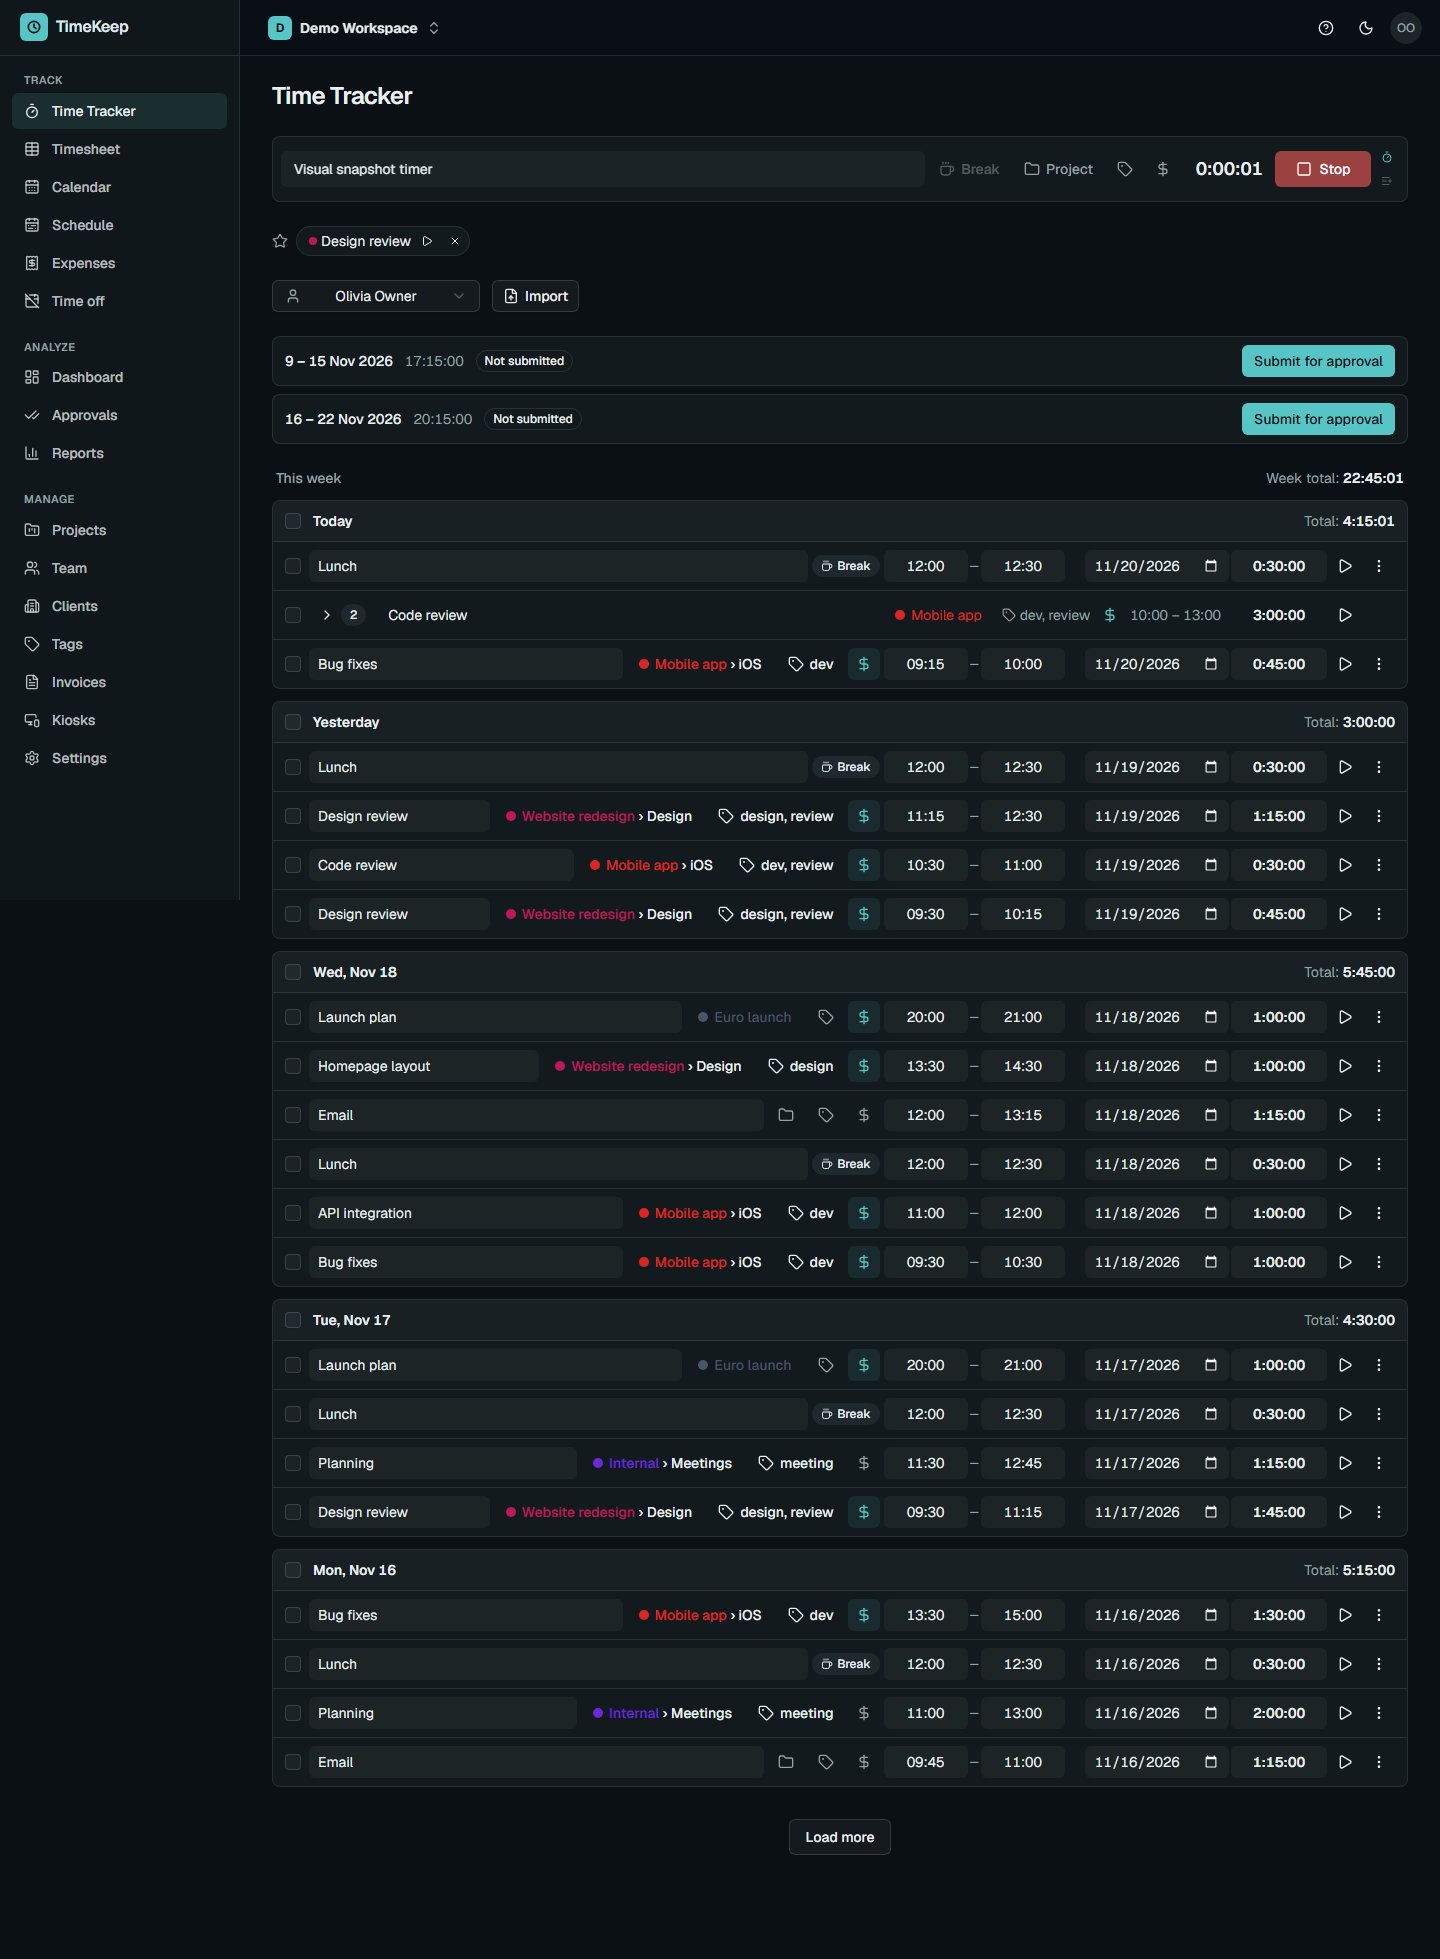 TimeKeep
D Demo Workspace
OO
TRACK
Time Tracker
Timesheet
Calendar
Schedule
Expenses
Time off
ANALYZE
Dashboard
Approvals
Reports
MANAGE
Projects
Team
Clients
Tags
Invoices
Kiosks
Settings
Time Tracker
Visual snapshot timer Break Project $ 0:00:01 Stop
Design review
Olivia Owner Import
9 – 15 Nov 2026 17:15:00 Not submitted Submit for approval
16 – 22 Nov 2026 20:15:00 Not submitted Submit for approval
This week Week total: 22:45:01
Today Total: 4:15:01
Lunch Break 12:00 – 12:30 11/20/2026 0:30:00
2 Code review Mobile app dev, review $ 10:00 – 13:00 3:00:00
Bug fixes Mobile app › iOS dev $ 09:15 – 10:00 11/20/2026 0:45:00
Yesterday Total: 3:00:00
Lunch Break 12:00 – 12:30 11/19/2026 0:30:00
Design review Website redesign › Design design, review $ 11:15 – 12:30 11/19/2026 1:15:00
Code review Mobile app › iOS dev, review $ 10:30 – 11:00 11/19/2026 0:30:00
Design review Website redesign › Design design, review $ 09:30 – 10:15 11/19/2026 0:45:00
Wed, Nov 18 Total: 5:45:00
Launch plan Euro launch $ 20:00 – 21:00 11/18/2026 1:00:00
Homepage layout Website redesign › Design design $ 13:30 – 14:30 11/18/2026 1:00:00
Email $ 12:00 – 13:15 11/18/2026 1:15:00
Lunch Break 12:00 – 12:30 11/18/2026 0:30:00
API integration Mobile app › iOS dev $ 11:00 – 12:00 11/18/2026 1:00:00
Bug fixes Mobile app › iOS dev $ 09:30 – 10:30 11/18/2026 1:00:00
Tue, Nov 17 Total: 4:30:00
Launch plan Euro launch $ 20:00 – 21:00 11/17/2026 1:00:00
Lunch Break 12:00 – 12:30 11/17/2026 0:30:00
Planning Internal › Meetings meeting $ 11:30 – 12:45 11/17/2026 1:15:00
Design review Website redesign › Design design, review $ 09:30 – 11:15 11/17/2026 1:45:00
Mon, Nov 16 Total: 5:15:00
Bug fixes Mobile app › iOS dev $ 13:30 – 15:00 11/16/2026 1:30:00
Lunch Break 12:00 – 12:30 11/16/2026 0:30:00
Planning Internal › Meetings meeting $ 11:00 – 13:00 11/16/2026 2:00:00
Email $ 09:45 – 11:00 11/16/2026 1:15:00
Load more